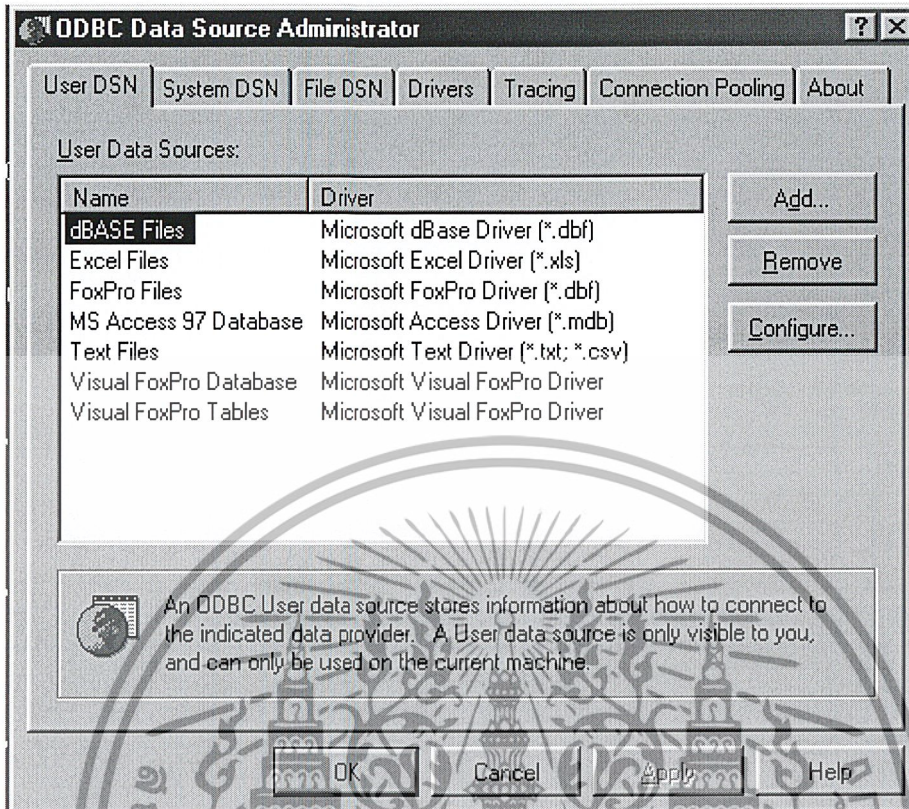 ODBC Data Source Administrator
User DSN System DSN File DSN Drivers Tracing Connection Pooling About
User Data Sources:
Name Driver
dBASE Files Microsoft dBase Driver (*.dbf)
Excel Files Microsoft Excel Driver (*.xls)
FoxPro Files Microsoft FoxPro Driver (*.dbf)
MS Access 97 Database Microsoft Access Driver (*.mdb)
Text Files Microsoft Text Driver (*.txt; *.csv)
Visual FoxPro Database Microsoft Visual FoxPro Driver
Visual FoxPro Tables Microsoft Visual FoxPro Driver
Add...
Remove
Configure...
An ODBC User data source stores information about how to connect to
the indicated data provider. A User data source is only visible to you,
and can only be used on the current machine.
OK Cancel Apply Help